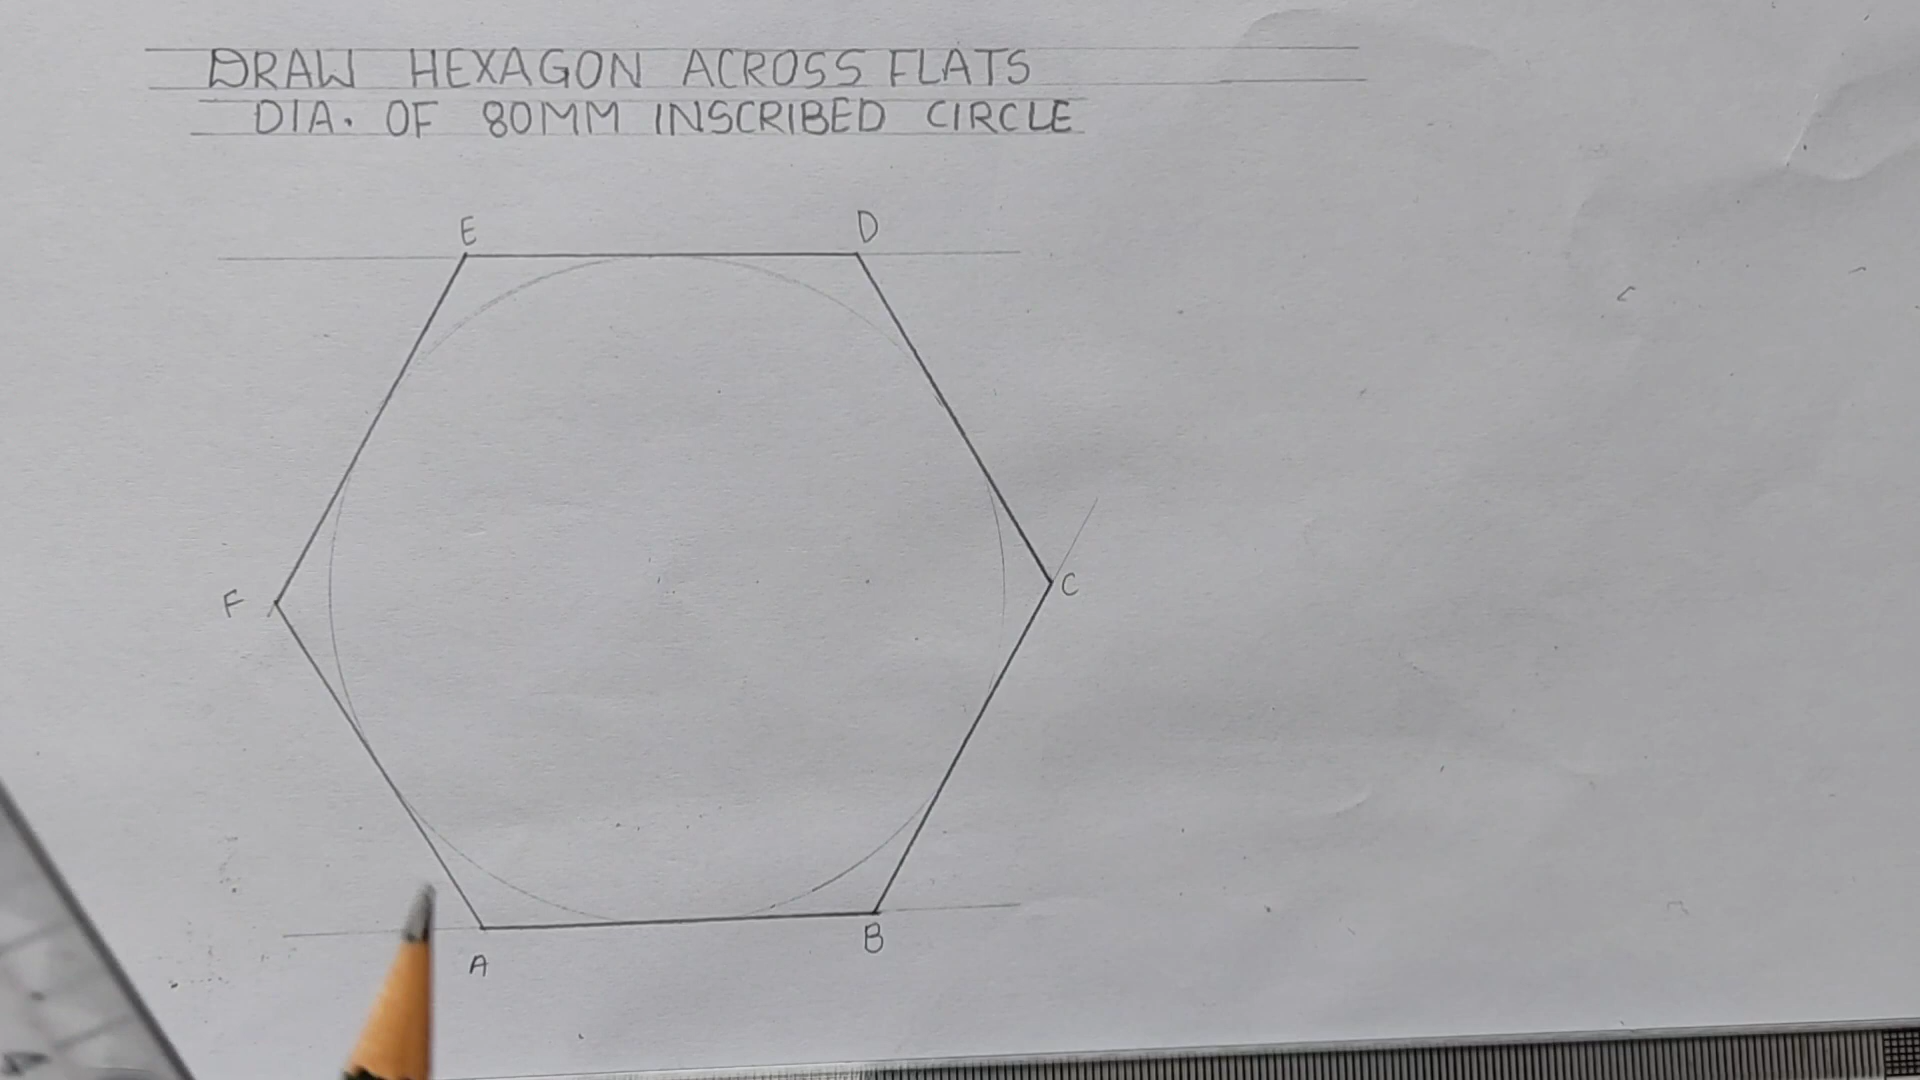 DRAW HEXAGON ACROSS FLATS
DIA. OF 80MM INSCRIBED CIRCLE
E D
F C
A B